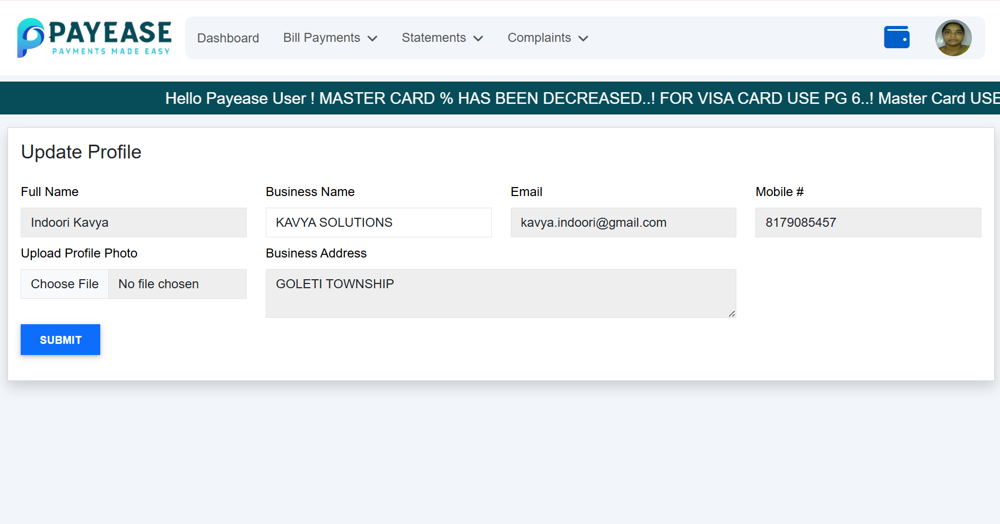 PAYEASE
PAYMENTS MADE EASY
Dashboard
Bill Payments
Statements
Complaints
Hello Payease User ! MASTER CARD % HAS BEEN DECREASED..! FOR VISA CARD USE PG 6..! Master Card USE
Update Profile
Full Name
Business Name
Email
Mobile #
Indoori Kavya
KAVYA SOLUTIONS
kavya.indoori@gmail.com
8179085457
Upload Profile Photo
Business Address
Choose File
No file chosen
GOLETI TOWNSHIP
SUBMIT